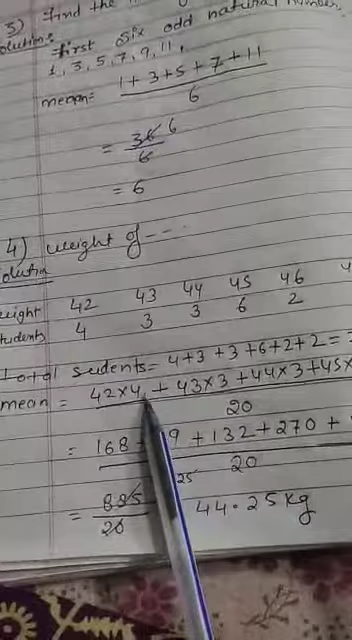 3) Find the
Solution:- First Six odd natural number.
1, 3, 5, 7, 9, 11,
mean = 1+3+5+7+11
6
= 36 6
6
= 6
4) weight of ---
Solution
weight 42 43 44 45 46
students 4 3 3 6 2
Total sudents = 4+3+3+6+2+2 =
mean = 42×4 + 43×3 + 44×3 + 45×
20
= 168 9 + 132 + 270 +
20
= 885 25
20
44.25 kg